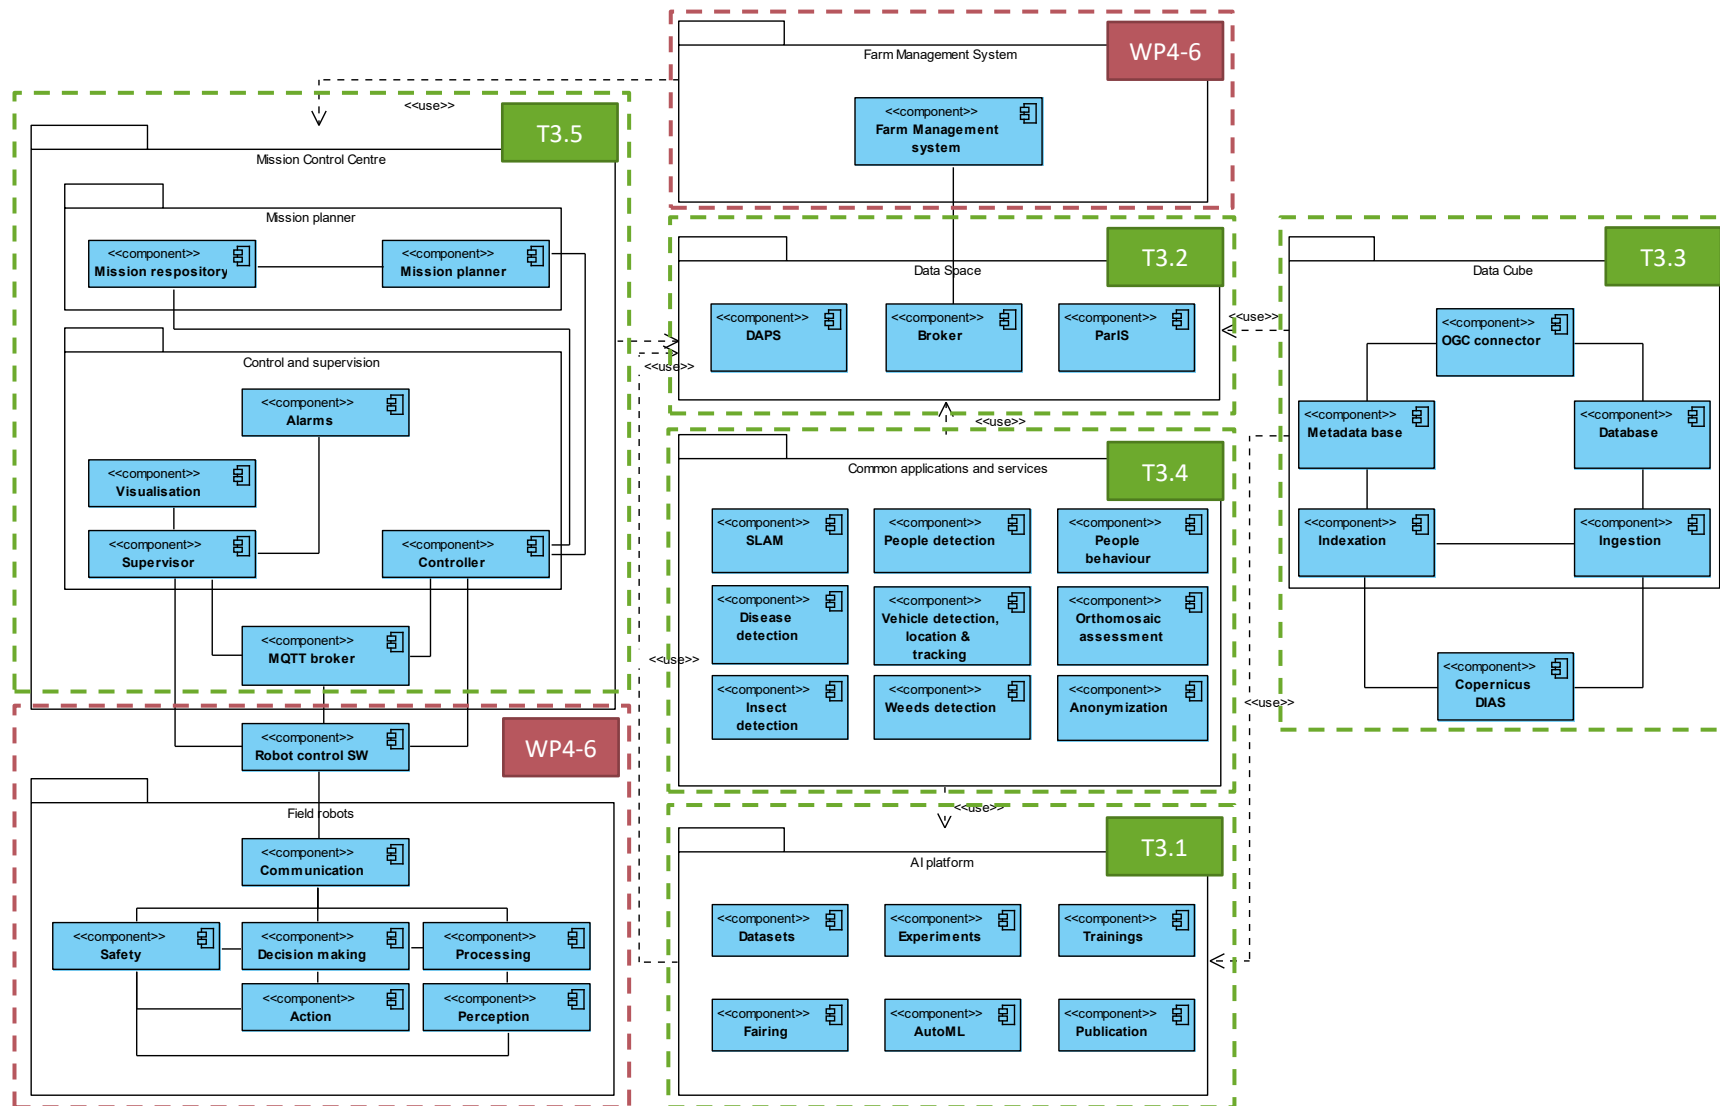 WP4-6
Farm Management System
<<component>>
Farm Management
system
<<use>>
T3.5
Mission Control Centre
Mission planner
<<component>>
Mission respository
<<component>>
Mission planner
Control and supervision
<<component>>
Alarms
<<component>>
Visualisation
<<component>>
Supervisor
<<component>>
Controller
<<component>>
MQTT broker
WP4-6
<<component>>
Robot control SW
Field robots
<<component>>
Communication
<<component>>
Safety
<<component>>
Decision making
<<component>>
Processing
<<component>>
Action
<<component>>
Perception
T3.2
Data Space
<<component>>
DAPS
<<component>>
Broker
<<component>>
ParIS
<<use>>
<<use>>
<<use>>
T3.4
Common applications and services
<<component>>
SLAM
<<component>>
People detection
<<component>>
People
behaviour
<<component>>
Disease
detection
<<component>>
Vehicle detection,
location &
tracking
<<component>>
Orthomosaic
assessment
<<component>>
Insect
detection
<<component>>
Weeds detection
<<component>>
Anonymization
<<use>>
<<use>>
<<use>>
T3.1
AI platform
<<component>>
Datasets
<<component>>
Experiments
<<component>>
Trainings
<<component>>
Fairing
<<component>>
AutoML
<<component>>
Publication
T3.3
Data Cube
<<component>>
OGC connector
<<component>>
Metadata base
<<component>>
Database
<<component>>
Indexation
<<component>>
Ingestion
<<component>>
Copernicus
DIAS